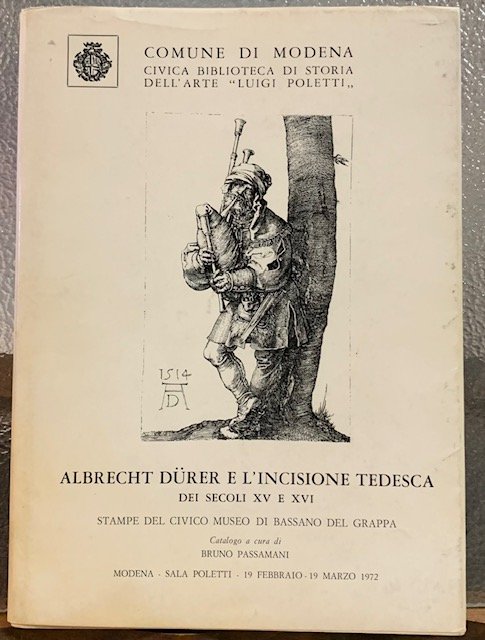 COMUNE DI MODENA
CIVICA BIBLIOTECA DI STORIA
DELL'ARTE "LUIGI POLETTI„
1514
AD
ALBRECHT DÜRER E L'INCISIONE TEDESCA
DEI SECOLI XV E XVI
STAMPE DEL CIVICO MUSEO DI BASSANO DEL GRAPPA
Catalogo a cura di
BRUNO PASSAMANI
MODENA - SALA POLETTI - 19 FEBBRAIO - 19 MARZO 1972